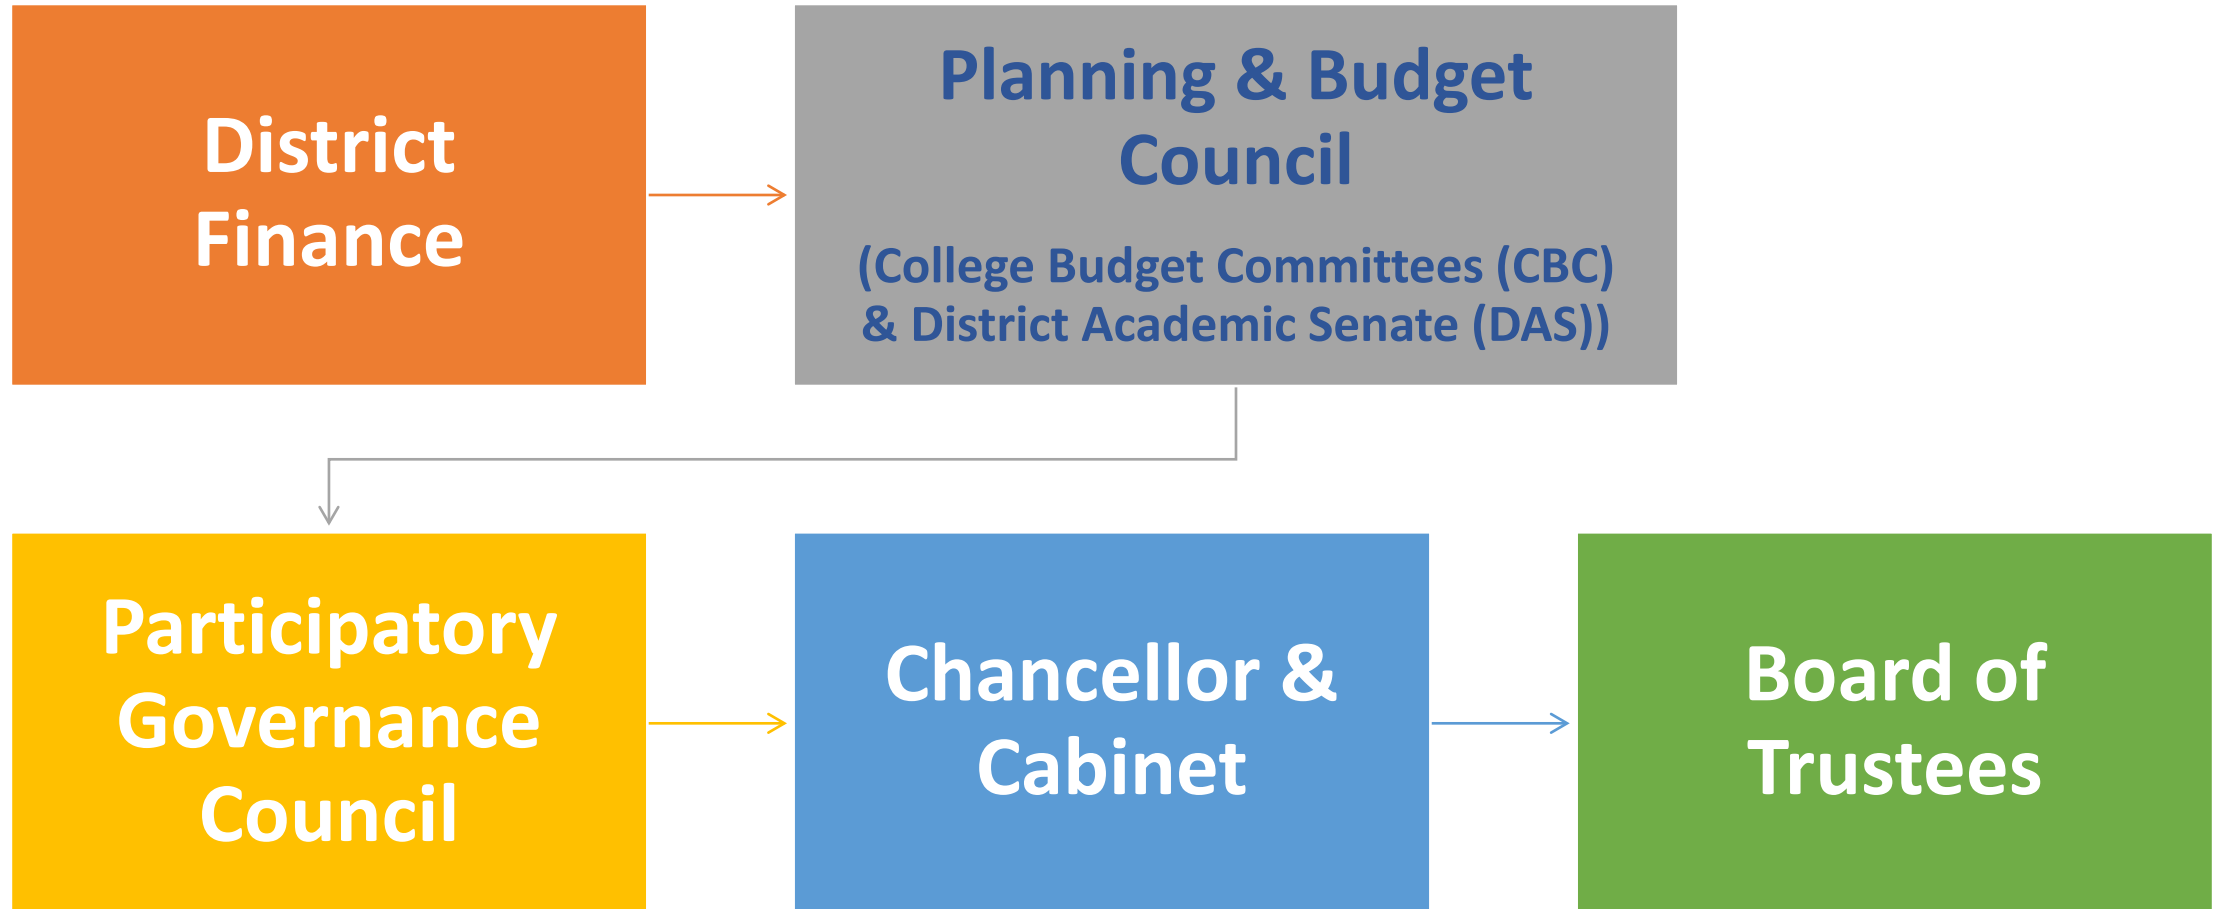 District
Finance
Planning & Budget
Council
(College Budget Committees (CBC)
& District Academic Senate (DAS))
Participatory
Governance
Council
Chancellor &
Cabinet
Board of
Trustees